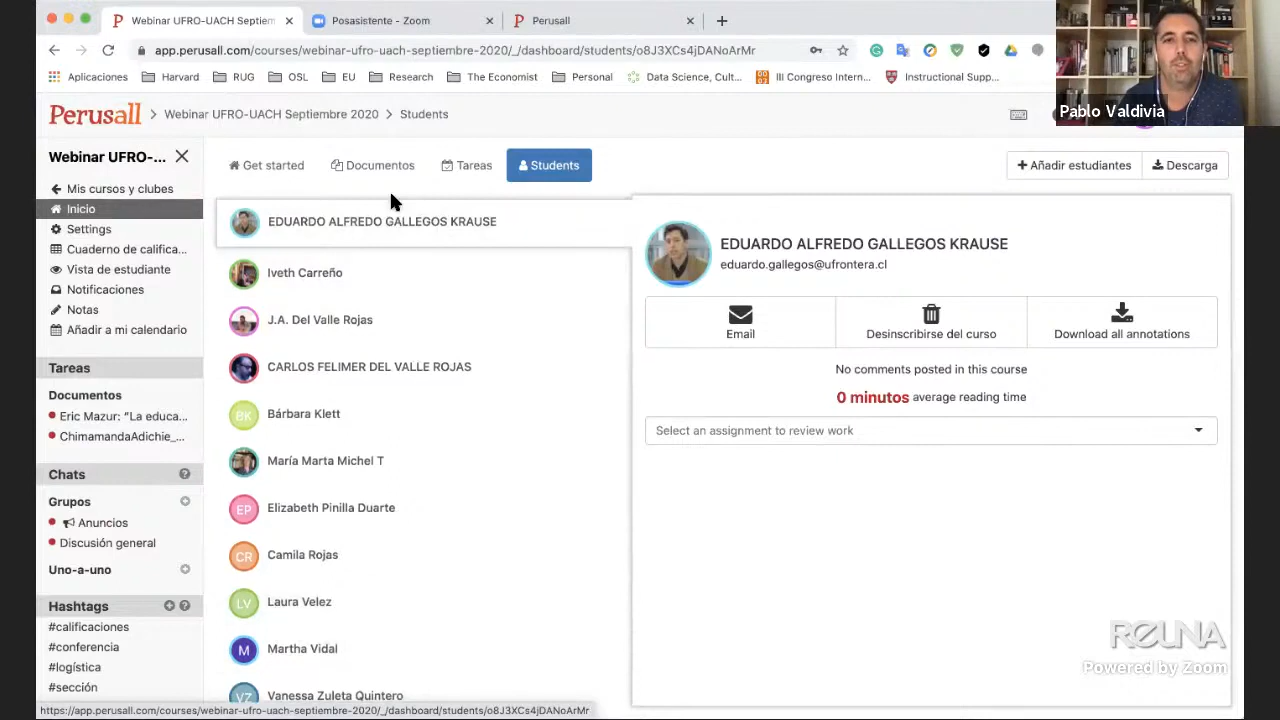 Webinar UFRO-UACH Septiem
Posasistente - Zoom
Perusall
app.perusall.com/courses/webinar-ufro-uach-septiembre-2020/_/dashboard/students/o8J3XCs4jDANoArMr
Aplicaciones
Harvard
RUG
OSL
EU
Research
The Economist
Personal
Data Science, Cult...
III Congreso Intern...
Instructional Supp...
Pablo Valdivia
Perusall > Webinar UFRO-UACH Septiembre 2020 > Students
Webinar UFRO-...
Mis cursos y clubes
Inicio
Settings
Cuaderno de califica...
Vista de estudiante
Notificaciones
Notas
Añadir a mi calendario
Tareas
Documentos
Eric Mazur: “La educa...
ChimamandaAdichie_...
Chats
Grupos
Anuncios
Discusión general
Uno-a-uno
Hashtags
#calificaciones
#conferencia
#logística
#sección
Get started
Documentos
Tareas
Students
Añadir estudiantes
Descarga
EDUARDO ALFREDO GALLEGOS KRAUSE
Iveth Carreño
J.A. Del Valle Rojas
CARLOS FELIMER DEL VALLE ROJAS
BK Bárbara Klett
María Marta Michel T
EP Elizabeth Pinilla Duarte
CR Camila Rojas
LV Laura Velez
M Martha Vidal
VZ Vanessa Zuleta Quintero
EDUARDO ALFREDO GALLEGOS KRAUSE
eduardo.gallegos@ufrontera.cl
Email
Desinscribirse del curso
Download all annotations
No comments posted in this course
0 minutos average reading time
Select an assignment to review work
REUNA
Powered by Zoom
https://app.perusall.com/courses/webinar-ufro-uach-septiembre-2020/_/dashboard/students/o8J3XCs4jDANoArMr